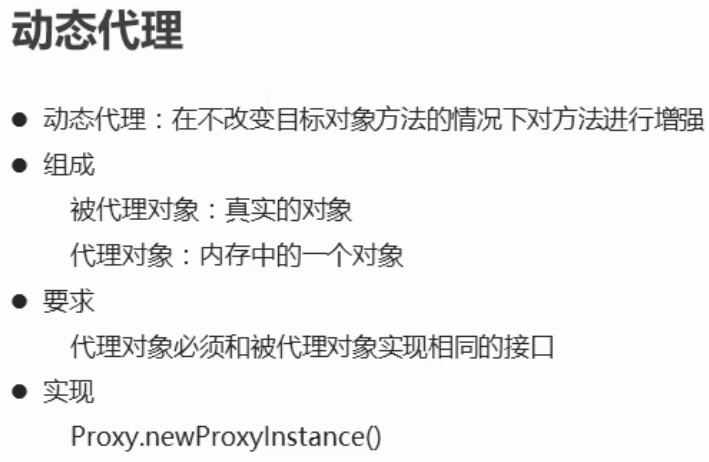 动态代理
● 动态代理：在不改变目标对象方法的情况下对方法进行增强
● 组成
被代理对象：真实的对象
代理对象：内存中的一个对象
● 要求
代理对象必须和被代理对象实现相同的接口
● 实现
Proxy.newProxyInstance()